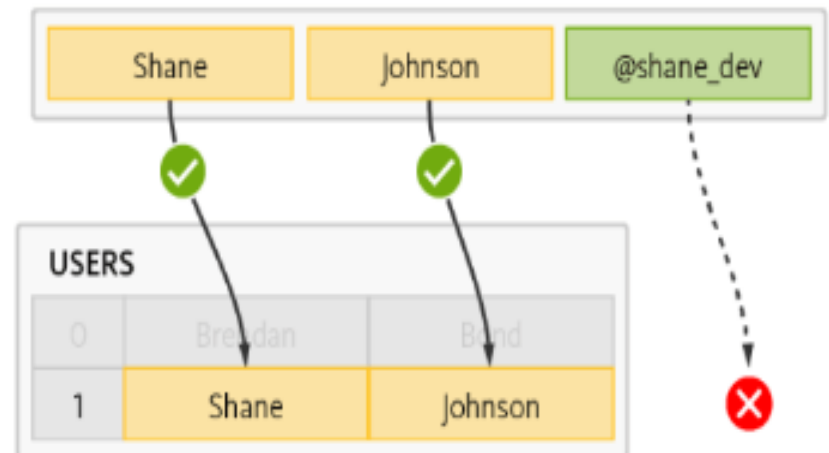 Shane Johnson @shane_dev
USERS
0 Brendan Bond
1 Shane Johnson